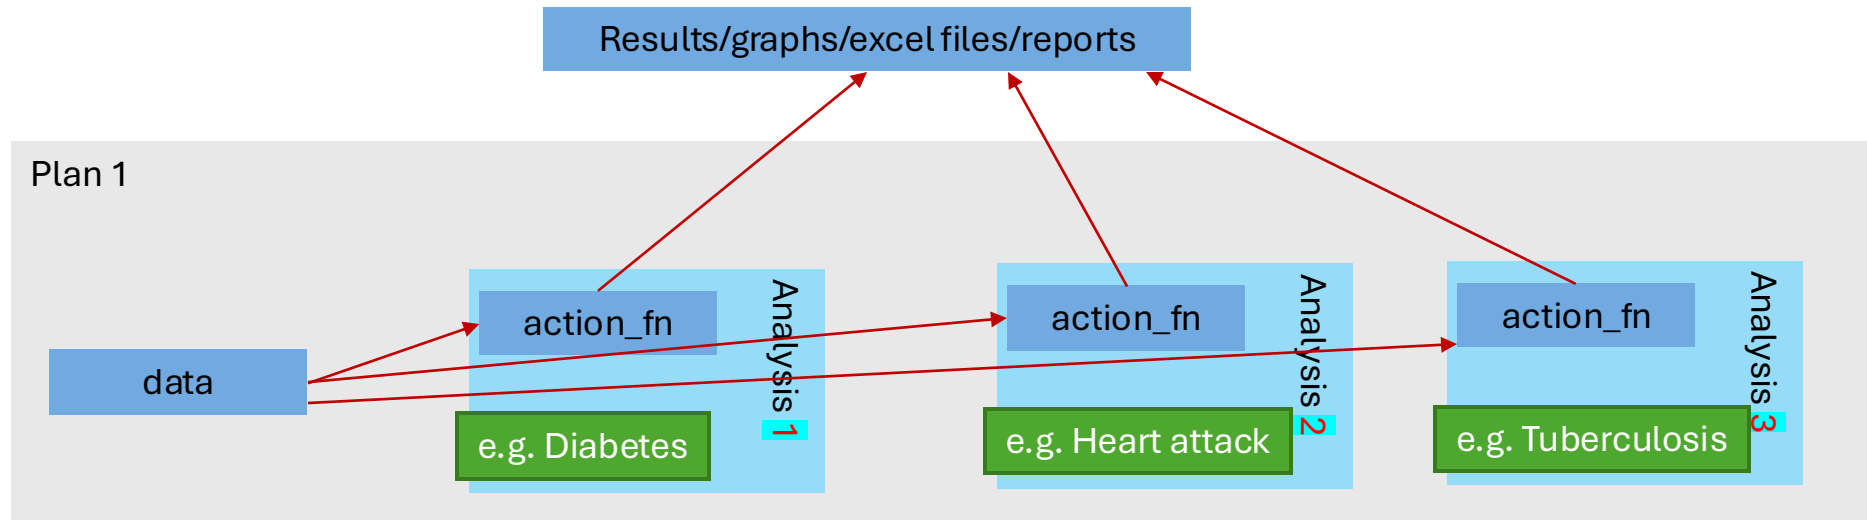 Results/graphs/excel files/reports
Plan 1
data
action_fn
Analysis 1
e.g. Diabetes
action_fn
Analysis 2
e.g. Heart attack
action_fn
Analysis 3
e.g. Tuberculosis